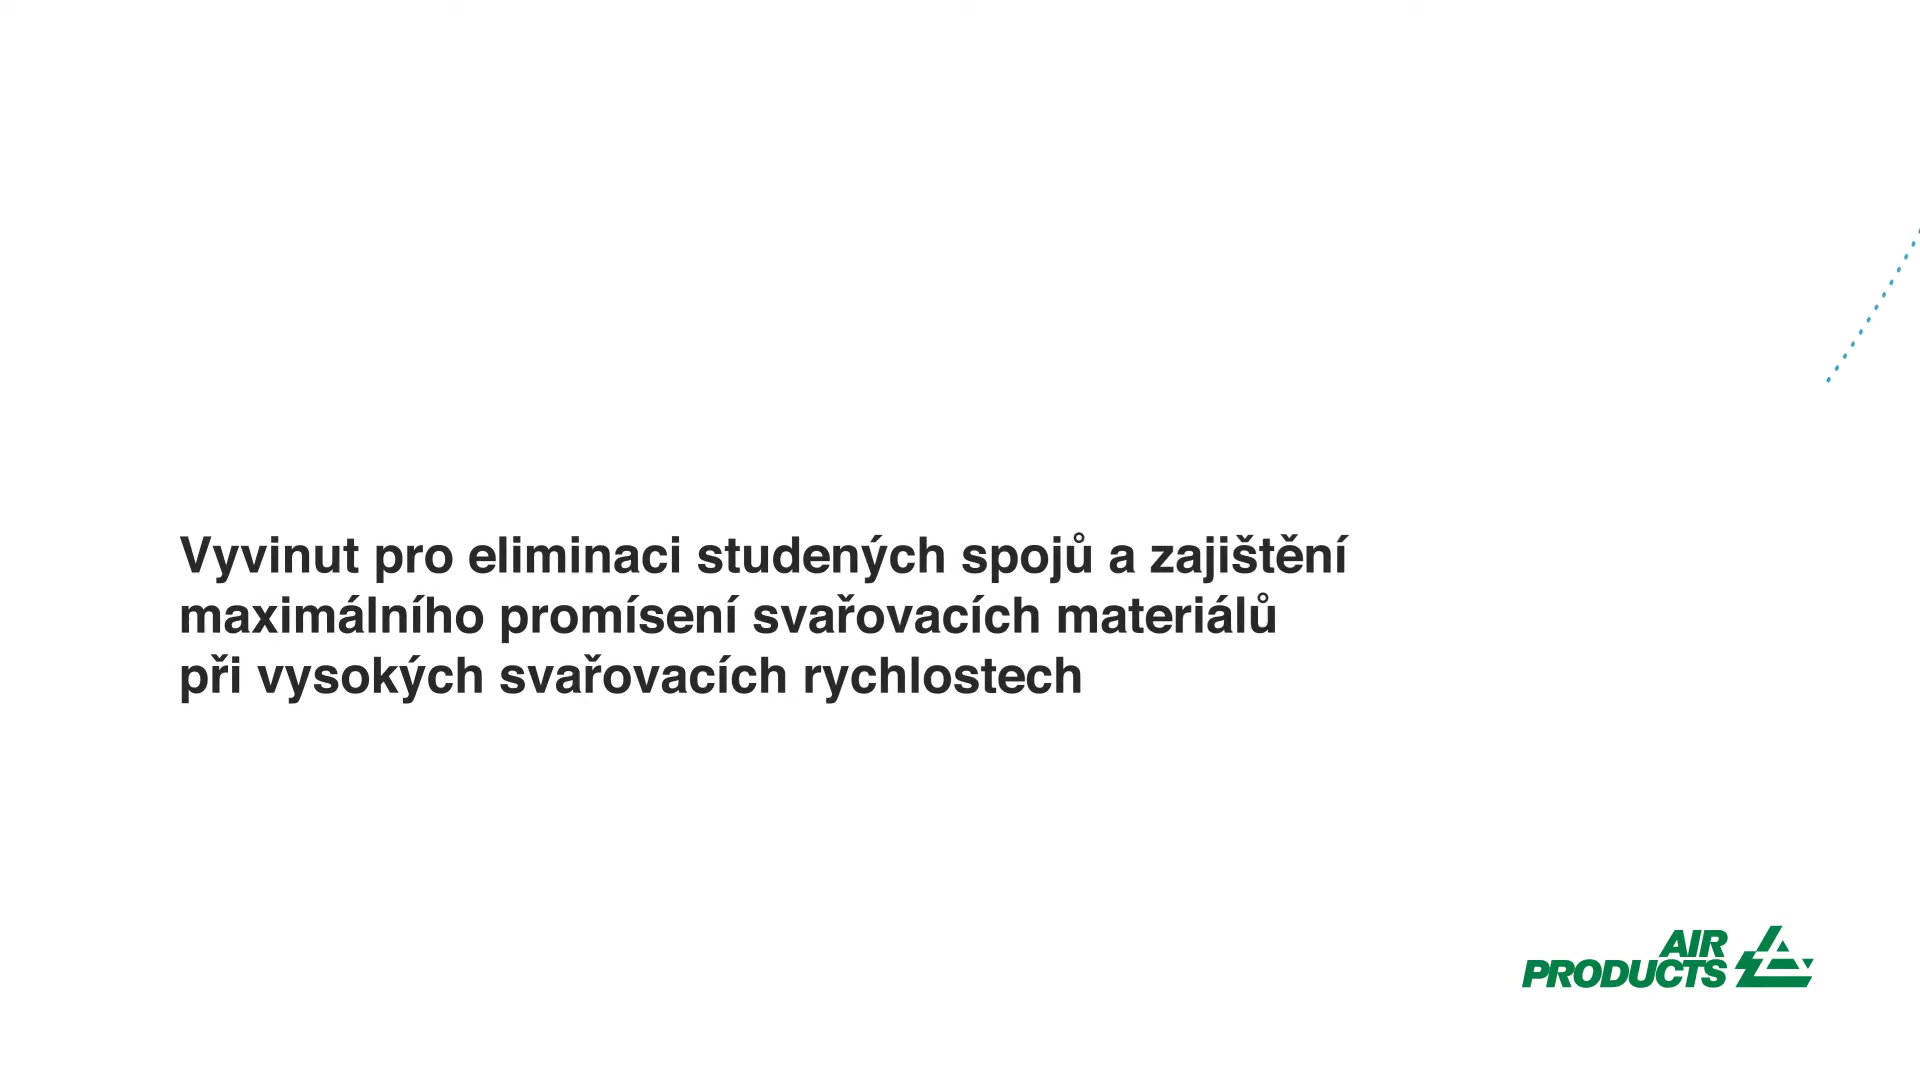 Vyvinut pro eliminaci studených spojů a zajištění
maximálního promísení svařovacích materiálů
při vysokých svařovacích rychlostech
AIR
PRODUCTS